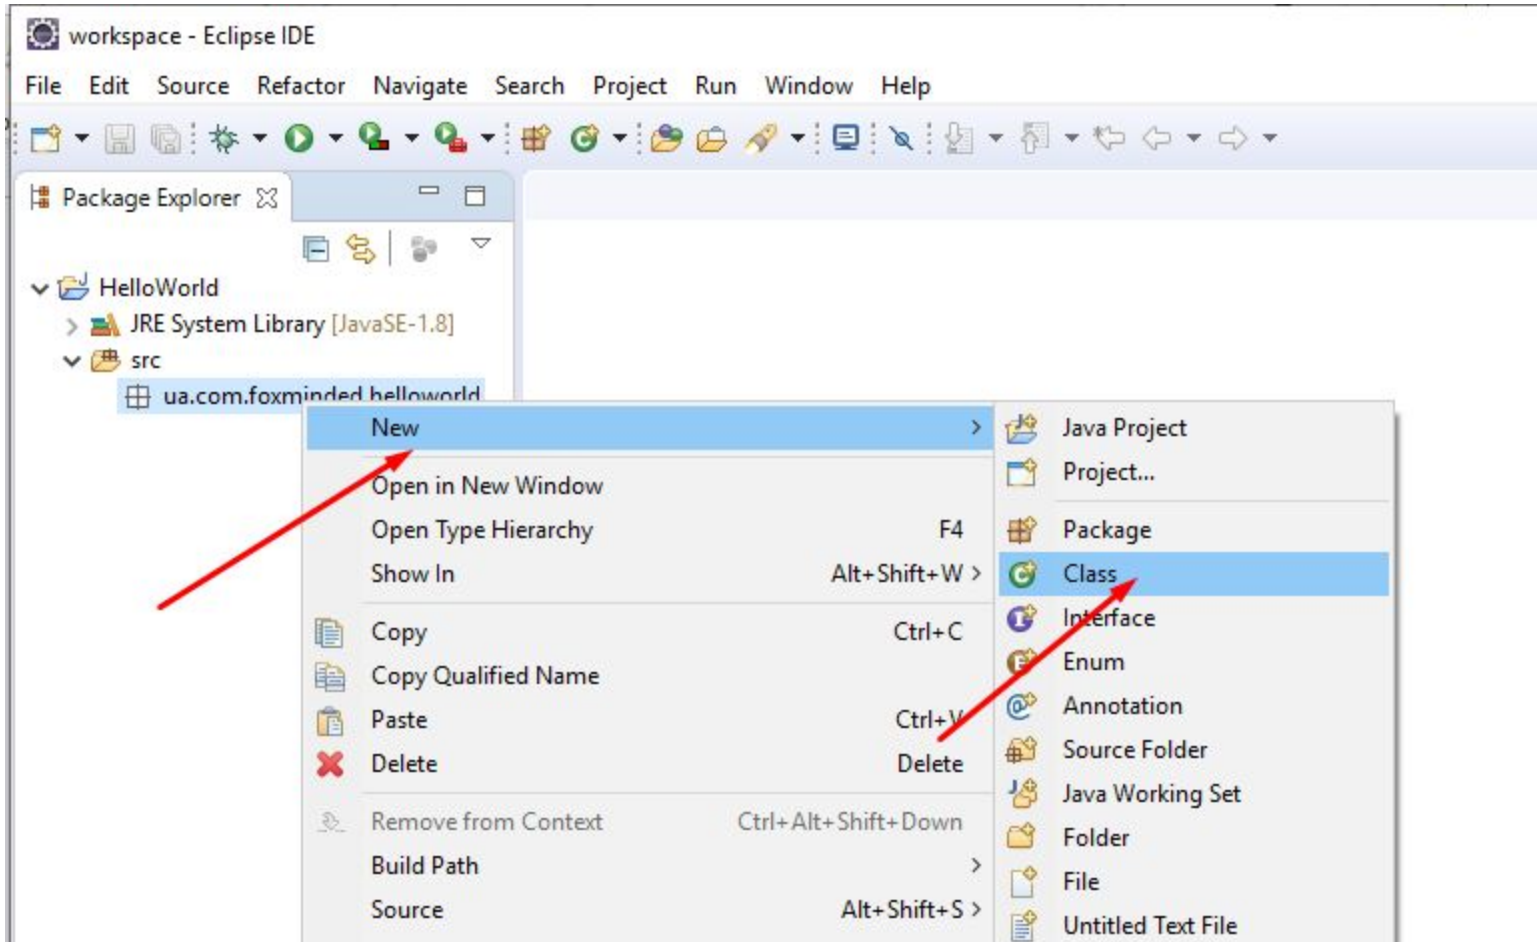 workspace - Eclipse IDE
File Edit Source Refactor Navigate Search Project Run Window Help
Package Explorer
HelloWorld
JRE System Library [JavaSE-1.8]
src
ua.com.foxminded.helloworld
New
Open in New Window
Open Type Hierarchy F4
Show In Alt+Shift+W
Copy Ctrl+C
Copy Qualified Name
Paste Ctrl+V
Delete Delete
Remove from Context Ctrl+Alt+Shift+Down
Build Path
Source Alt+Shift+S
Java Project
Project...
Package
Class
Interface
Enum
Annotation
Source Folder
Java Working Set
Folder
File
Untitled Text File